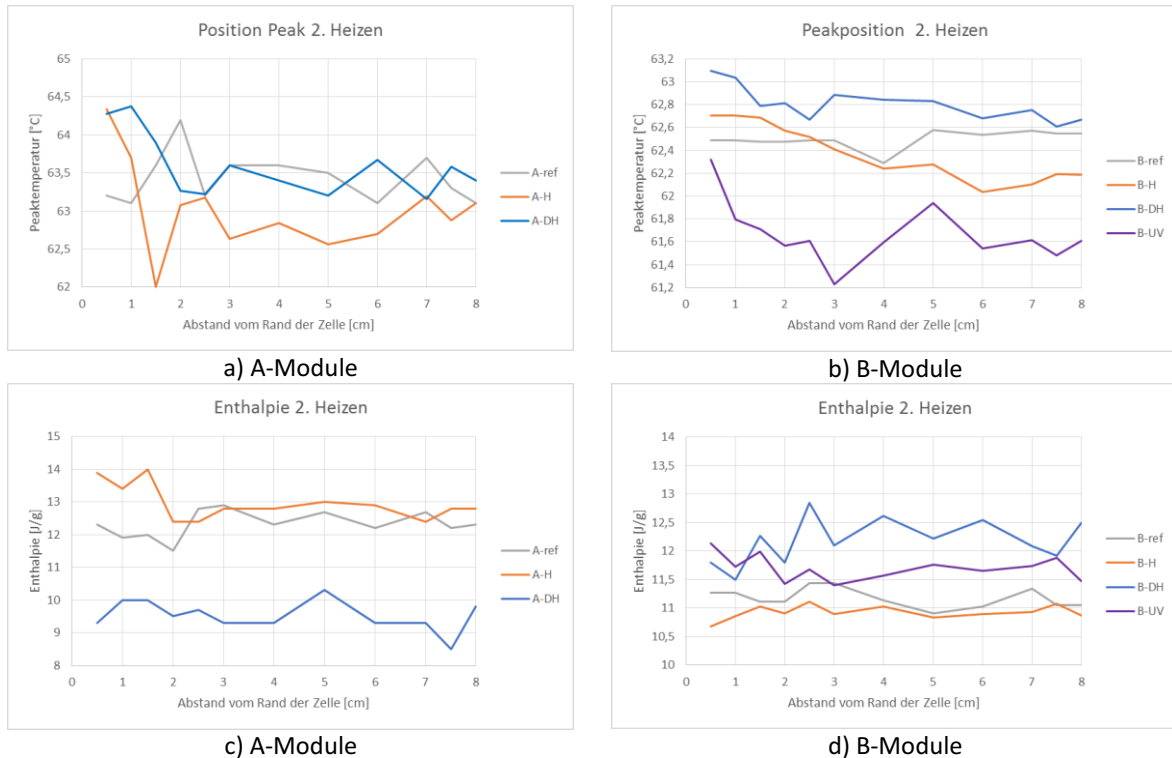 Position Peak 2. Heizen
65
64,5
64
63,5
63
62,5
62
Peaktemperatur [°C]
0 1 2 3 4 5 6 7 8
Abstand vom Rand der Zelle [cm]
A-ref
A-H
A-DH
a) A-Module
Peakposition 2. Heizen
63,2
63
62,8
62,6
62,4
62,2
62
61,8
61,6
61,4
61,2
Peaktemperatur [°C]
0 1 2 3 4 5 6 7 8
Abstand vom Rand der Zelle [cm]
B-ref
B-H
B-DH
B-UV
b) B-Module
Enthalpie 2. Heizen
15
14
13
12
11
10
9
8
Enthalpie [J/g]
0 1 2 3 4 5 6 7 8
Abstand vom Rand der Zelle [cm]
A-ref
A-H
A-DH
c) A-Module
Enthalpie 2. Heizen
14
13,5
13
12,5
12
11,5
11
10,5
10
Enthalpie [J/g]
0 1 2 3 4 5 6 7 8
Abstand vom Rand der Zelle [cm]
B-ref
B-H
B-DH
B-UV
d) B-Module